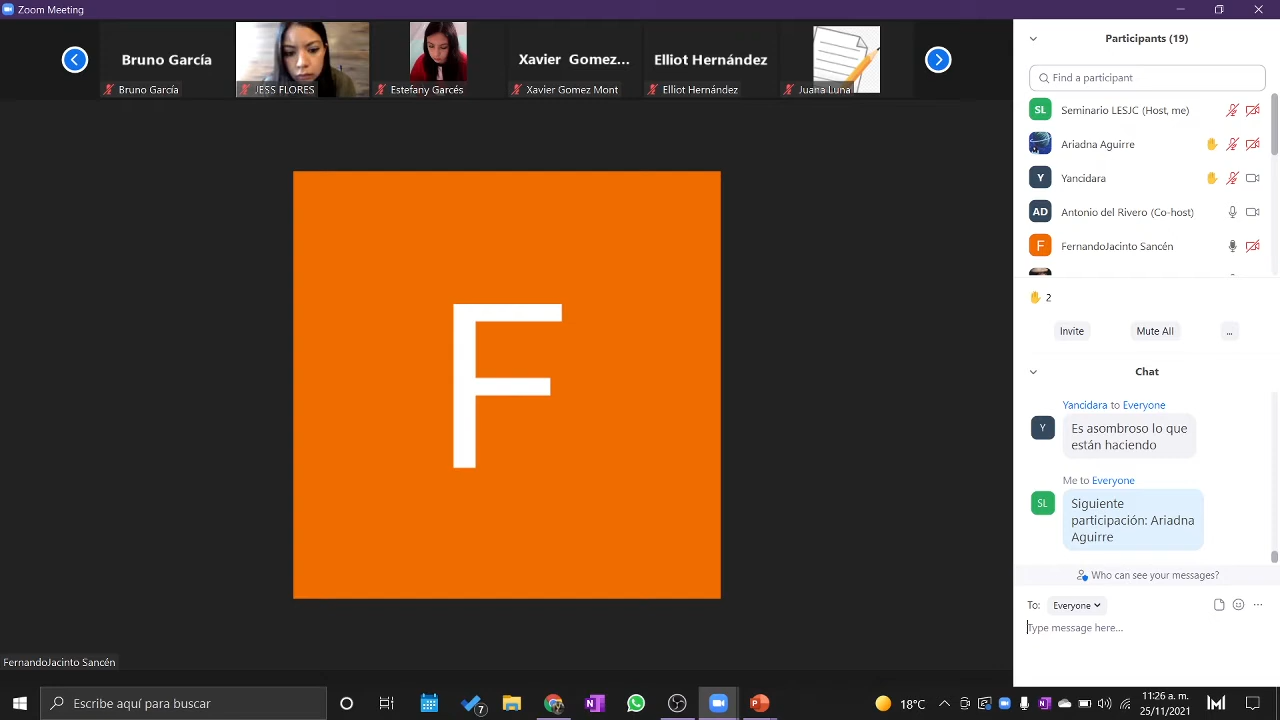 Zoom Meeting
Bruno García
Xavier Gomez...
Elliot Hernández
Bruno García
JESS FLORES
Estefany Garcés
Xavier Gomez Mont
Elliot Hernández
Juana Luna
F
FernandoJacinto Sancén
Participants (19)
Find a participant
SL
Seminario LESJC (Host, me)
Ariadna Aguirre
Y
Yancidara
AD
Antonio del Rivero (Co-host)
F
FernandoJacinto Sancén
2
Invite
Mute All
...
Chat
Yancidara to Everyone
Y
Es asombroso lo que
están haciendo
Me to Everyone
SL
Siguiente
participación: Ariadna
Aguirre
Who can see your messages?
To:
Everyone
Type message here...
Escribe aquí para buscar
7
18°C
11:26 a. m.
25/11/2021